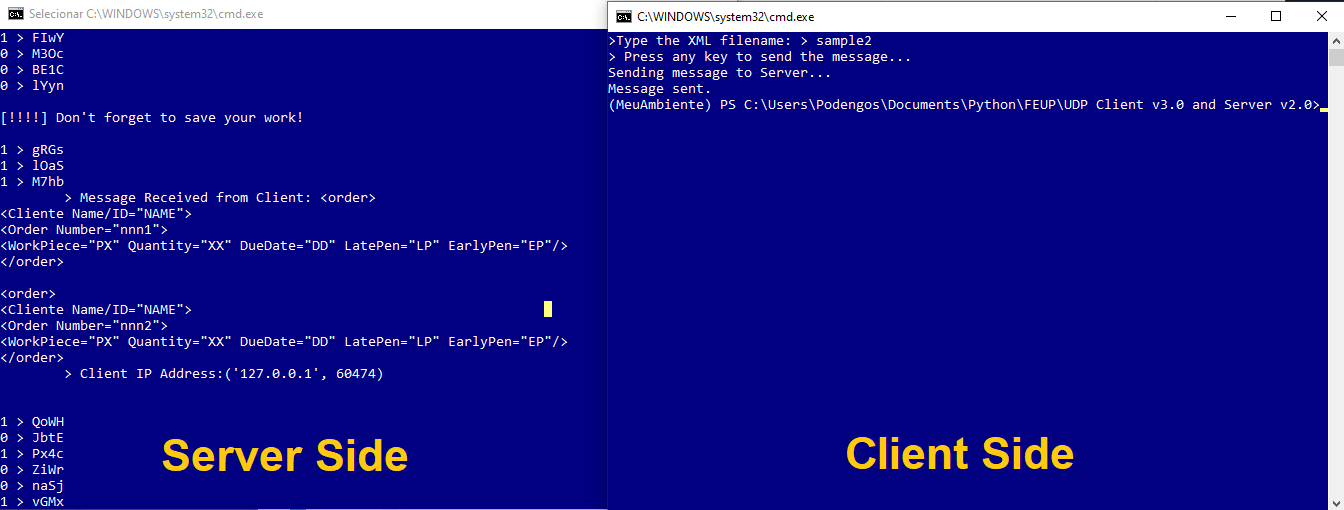 Selecionar C:\WINDOWS\system32\cmd.exe
1 > FIwY
0 > M3Oc
0 > BE1C
0 > lYyn
[!!!!] Don't forget to save your work!
1 > gRGs
1 > lOaS
1 > M7hb
> Message Received from Client: <order>
<Cliente Name/ID="NAME">
<Order Number="nnn1">
<WorkPiece="PX" Quantity="XX" DueDate="DD" LatePen="LP" EarlyPen="EP"/>
</order>
<order>
<Cliente Name/ID="NAME">
<Order Number="nnn2">
<WorkPiece="PX" Quantity="XX" DueDate="DD" LatePen="LP" EarlyPen="EP"/>
</order>
> Client IP Address:('127.0.0.1', 60474)
1 > QoWH
0 > JbtE
1 > Px4c
0 > ZiWr
0 > naSj
1 > vGMx
Server Side
C:\WINDOWS\system32\cmd.exe
>Type the XML filename: > sample2
> Press any key to send the message...
Sending message to Server...
Message sent.
(MeuAmbiente) PS C:\Users\Podengos\Documents\Python\FEUP\UDP Client v3.0 and Server v2.0>
Client Side